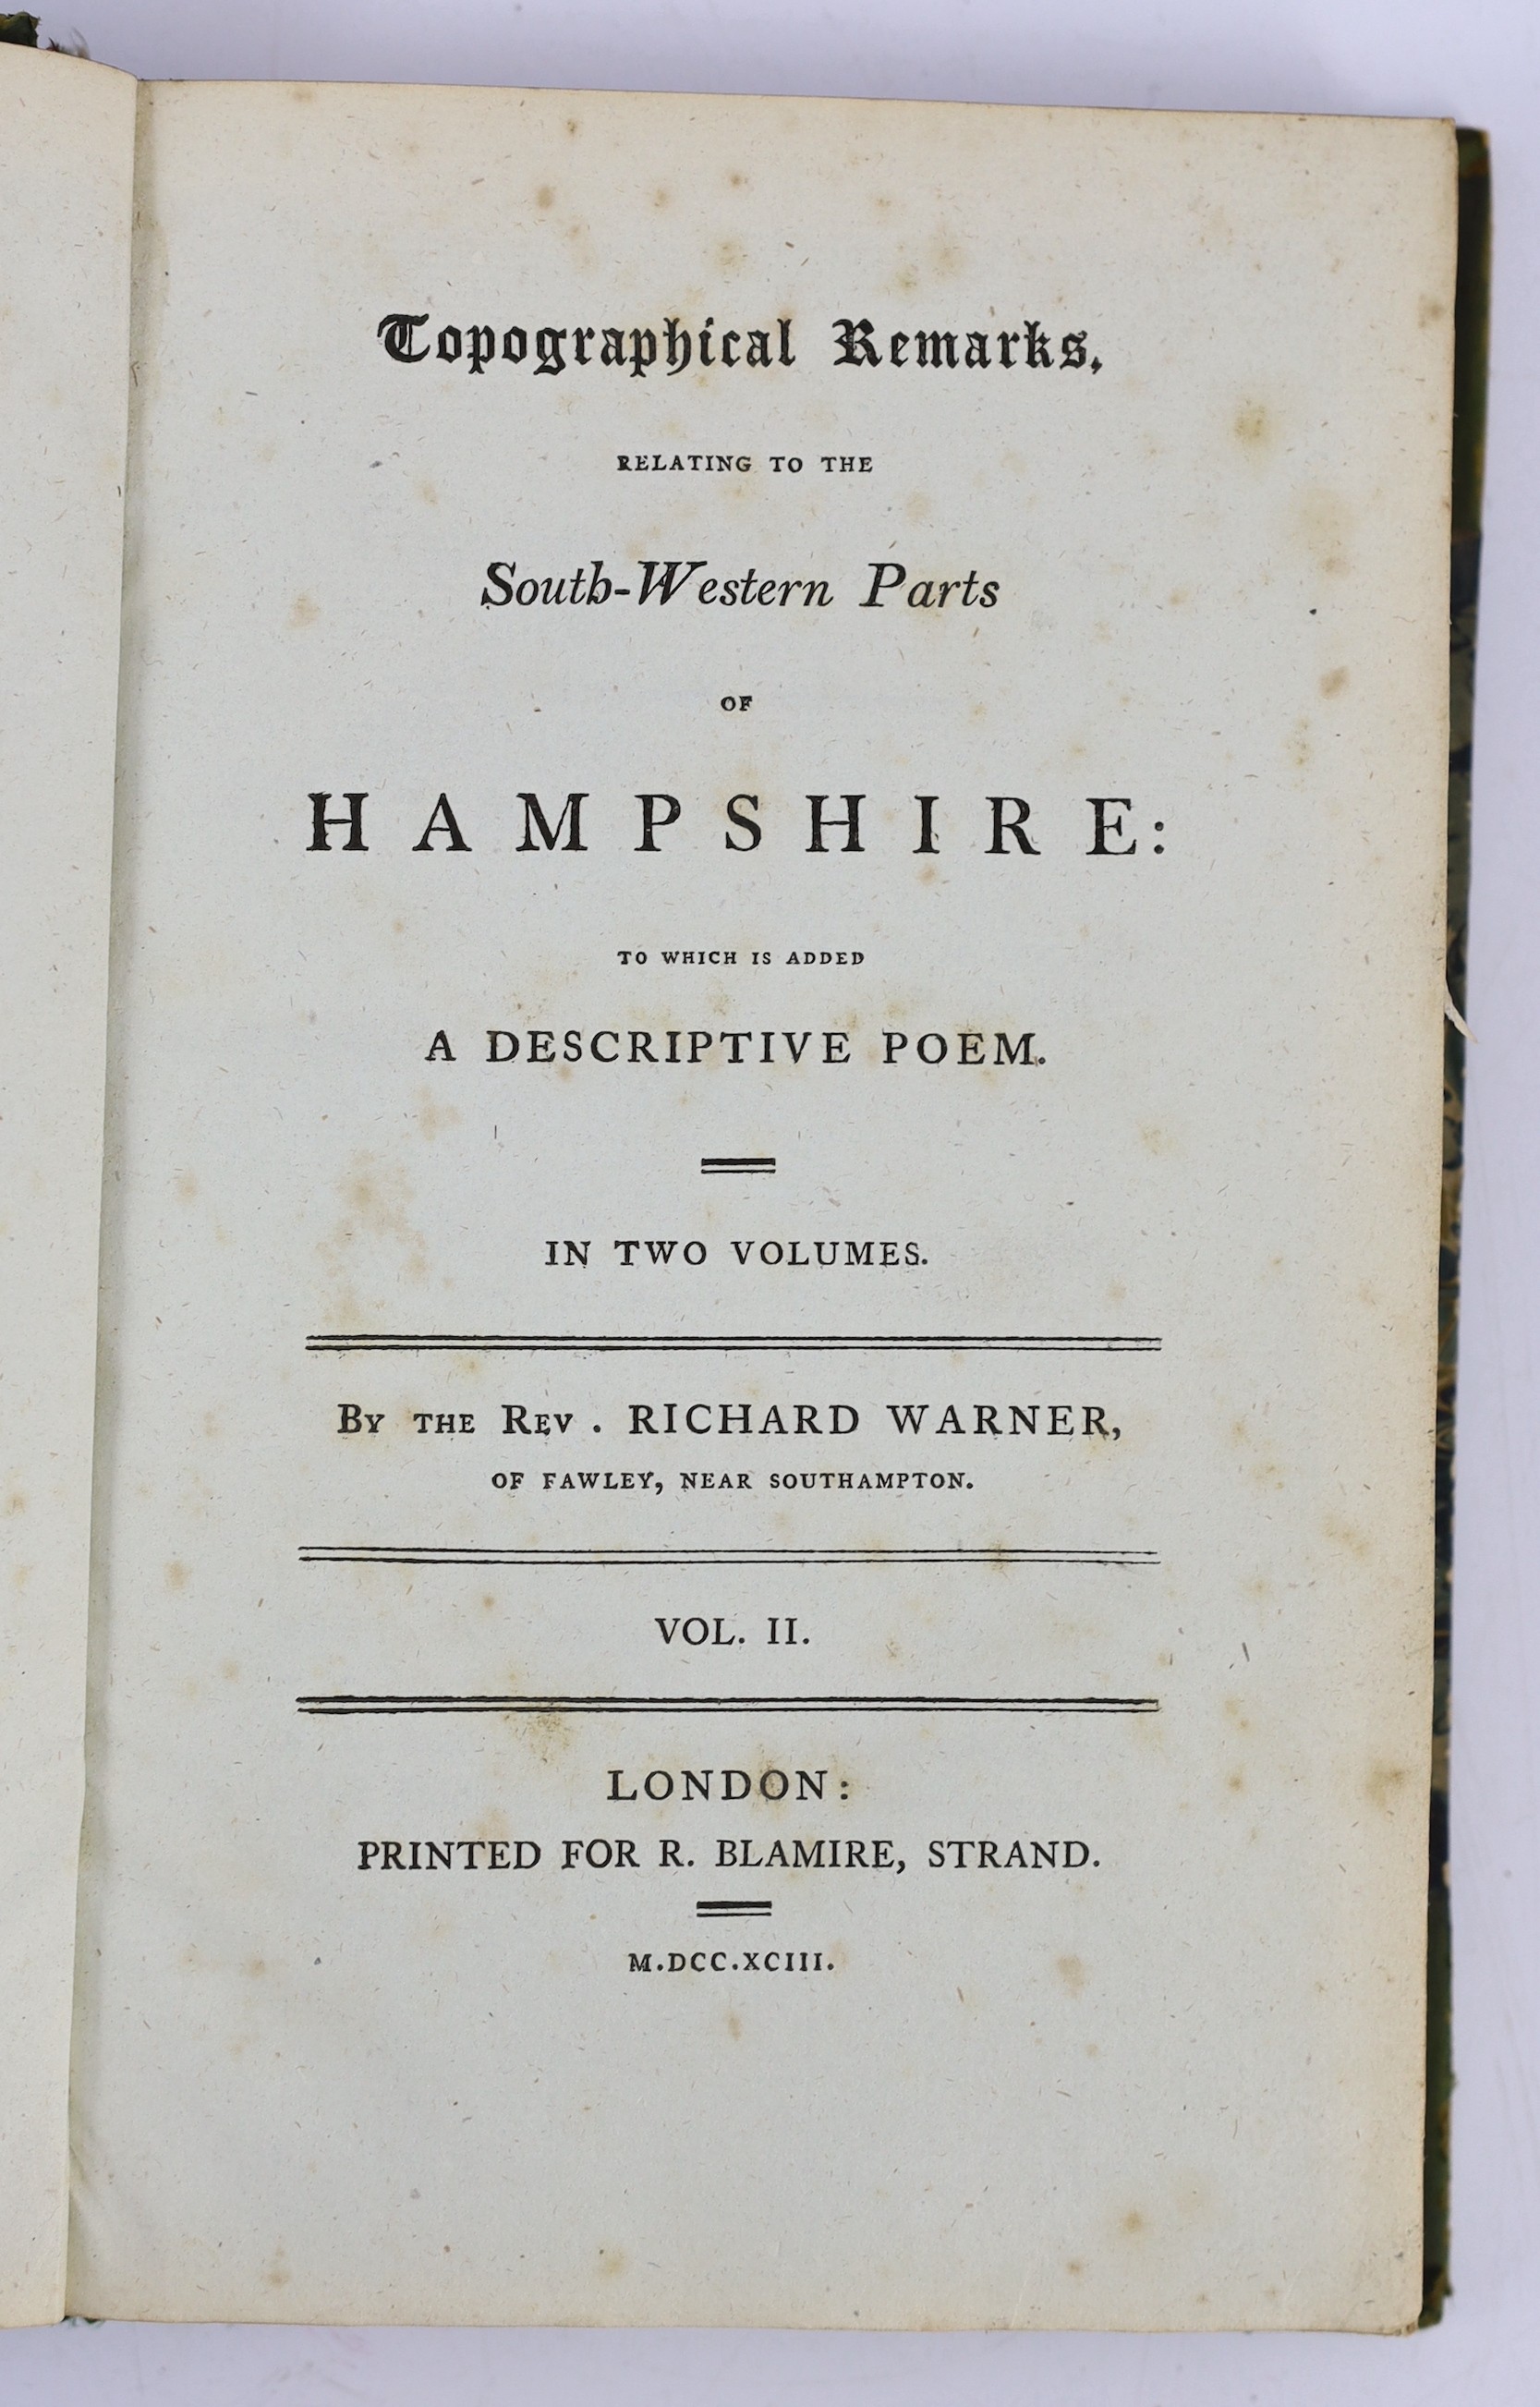 Topographical Remarks,
RELATING TO THE
South-Western Parts
OF
HAMPSHIRE:
TO WHICH IS ADDED
A DESCRIPTIVE POEM.
IN TWO VOLUMES.
By the Rev. RICHARD WARNER,
OF FAWLEY, NEAR SOUTHAMPTON.
VOL. II.
LONDON:
PRINTED FOR R. BLAMIRE, STRAND.
M.DCC.XCIII.